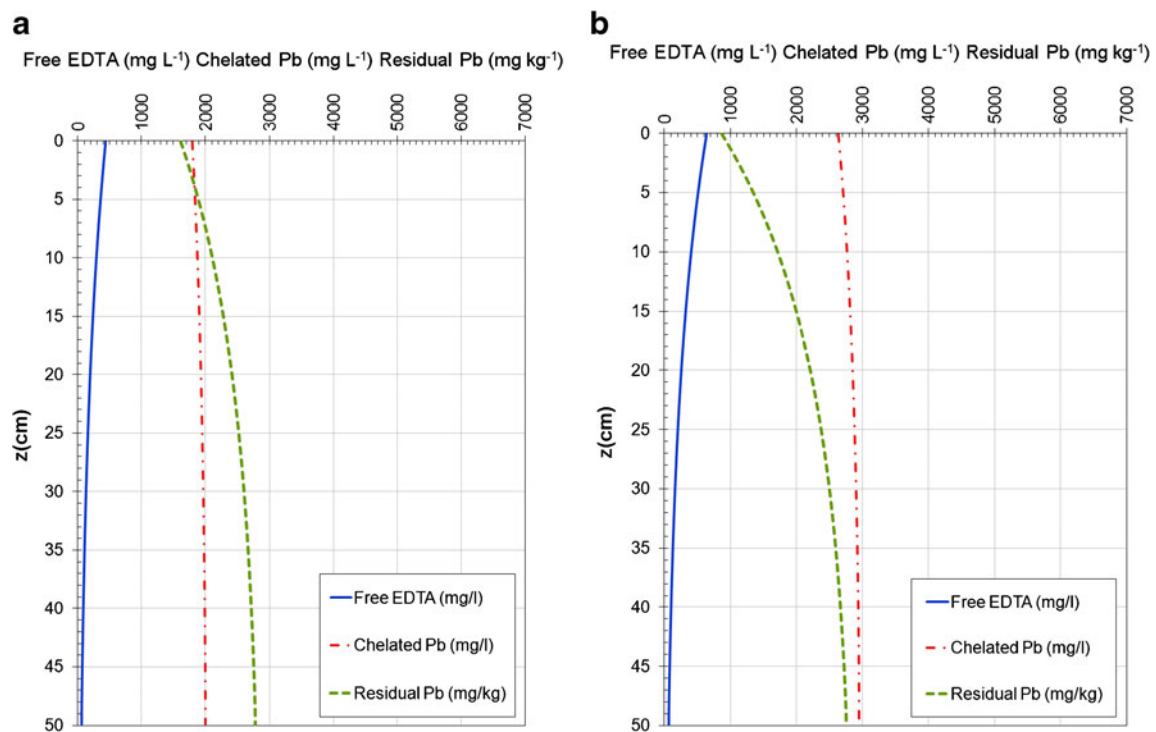 a
Free EDTA (mg L⁻¹) Chelated Pb (mg L⁻¹) Residual Pb (mg kg⁻¹)
0 1000 2000 3000 4000 5000 6000 7000
0
5
10
15
20
25
30
35
40
45
50
z(cm)
Free EDTA (mg/l)
Chelated Pb (mg/l)
Residual Pb (mg/kg)
b
Free EDTA (mg L⁻¹) Chelated Pb (mg L⁻¹) Residual Pb (mg kg⁻¹)
0 1000 2000 3000 4000 5000 6000 7000
0
5
10
15
20
25
30
35
40
45
50
z(cm)
Free EDTA (mg/l)
Chelated Pb (mg/l)
Residual Pb (mg/kg)